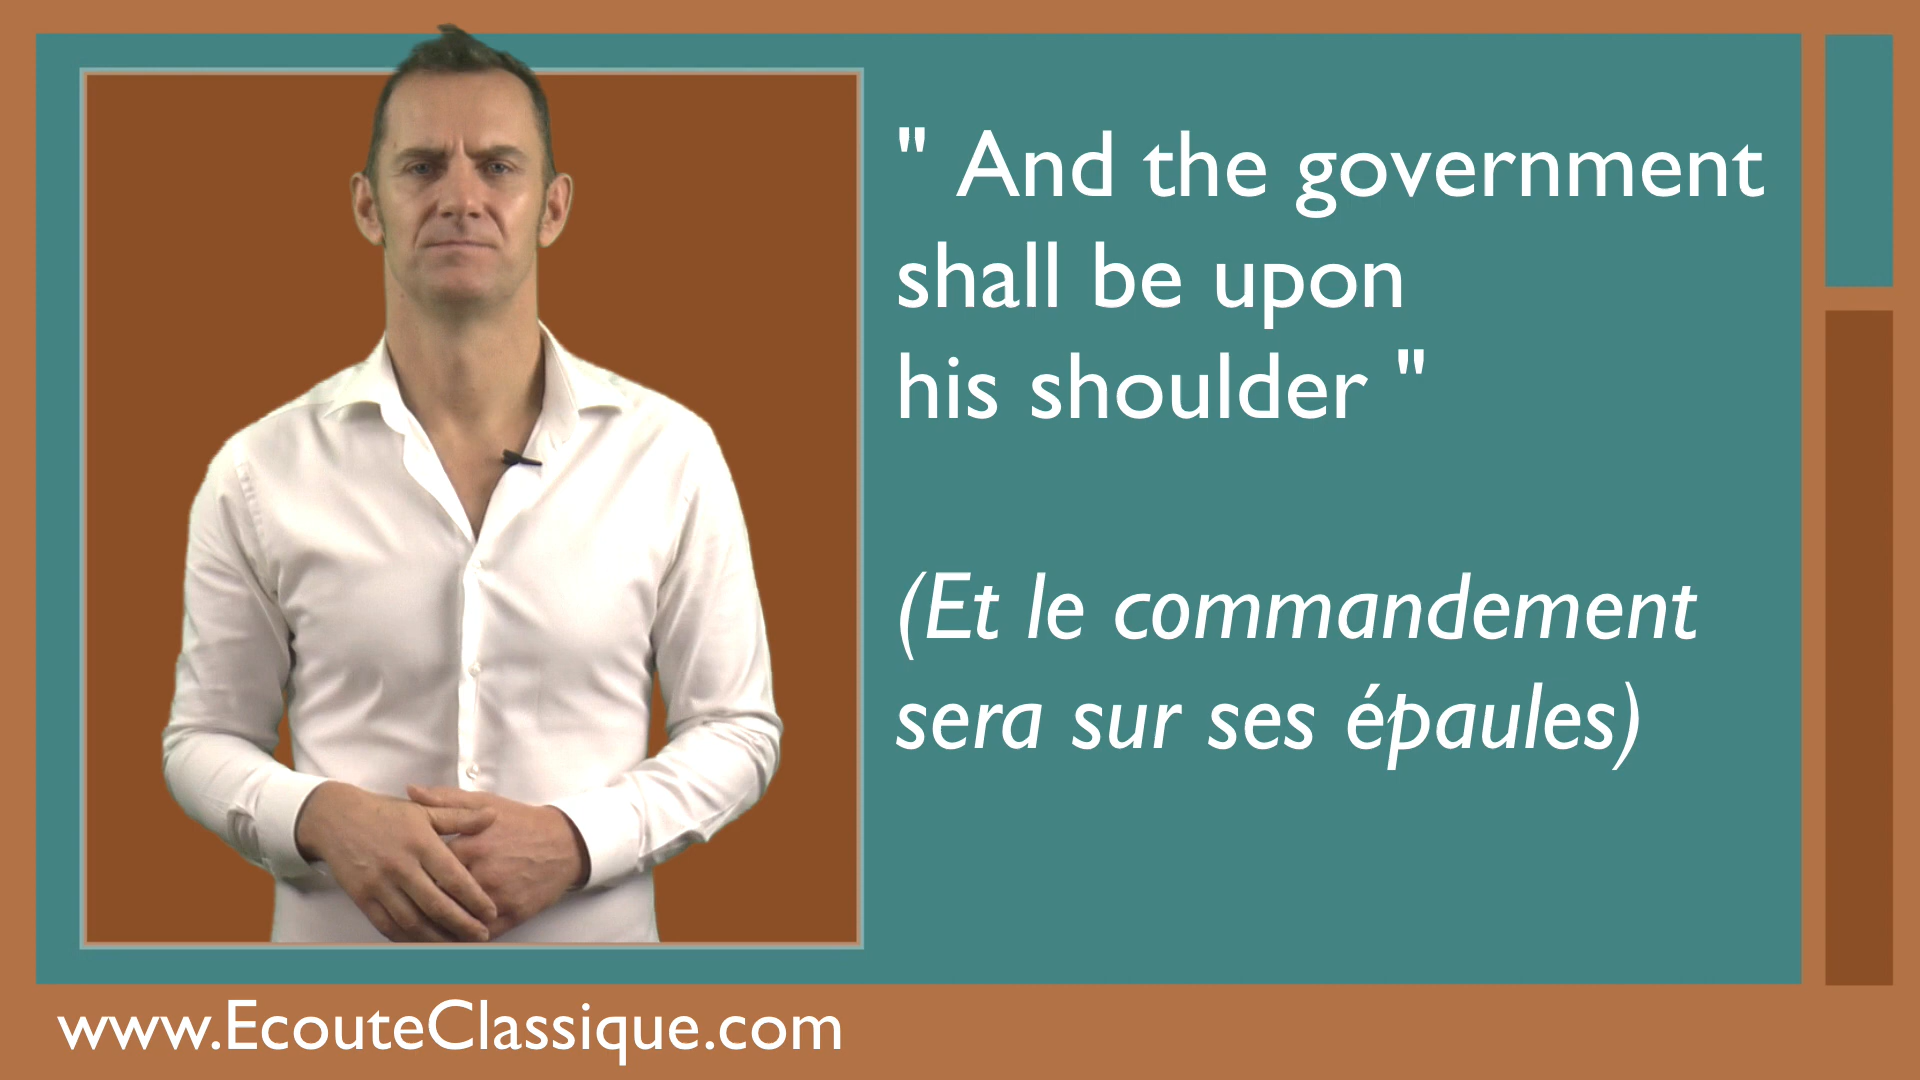 " And the government
shall be upon
his shoulder "
(Et le commandement
sera sur ses épaules)
www.EcouteClassique.com